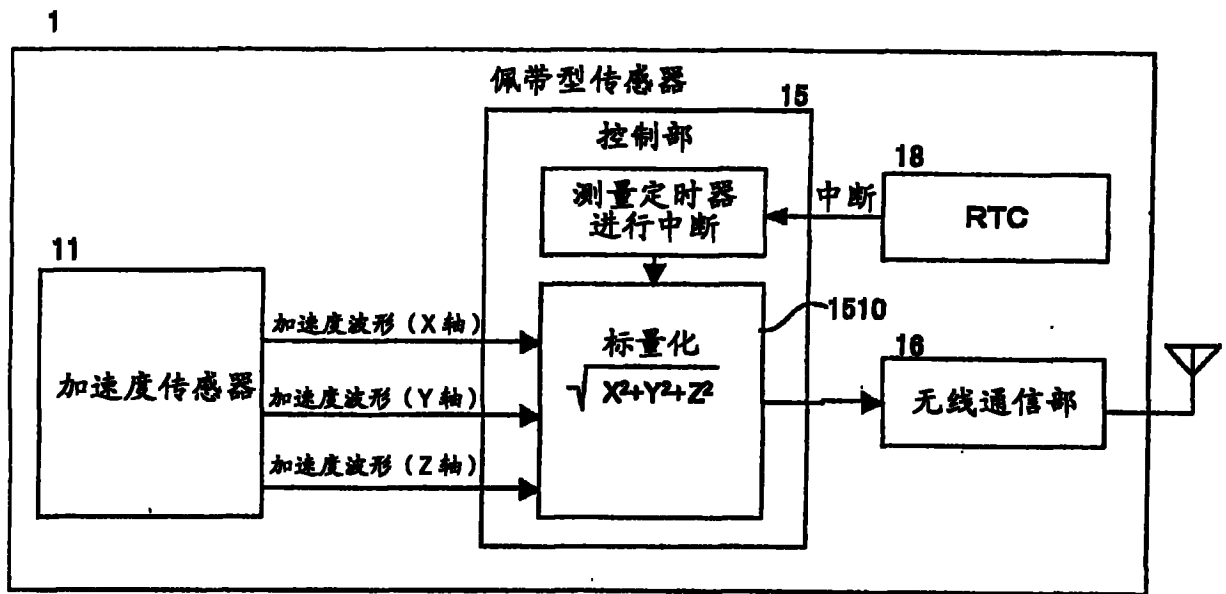 1
佩带型传感器
15
控制部
测量定时器
进行中断
中断
18
RTC
11
加速度传感器
加速度波形（X轴）
加速度波形（Y轴）
加速度波形（Z轴）
标量化
√X²+Y²+Z²
1510
16
无线通信部